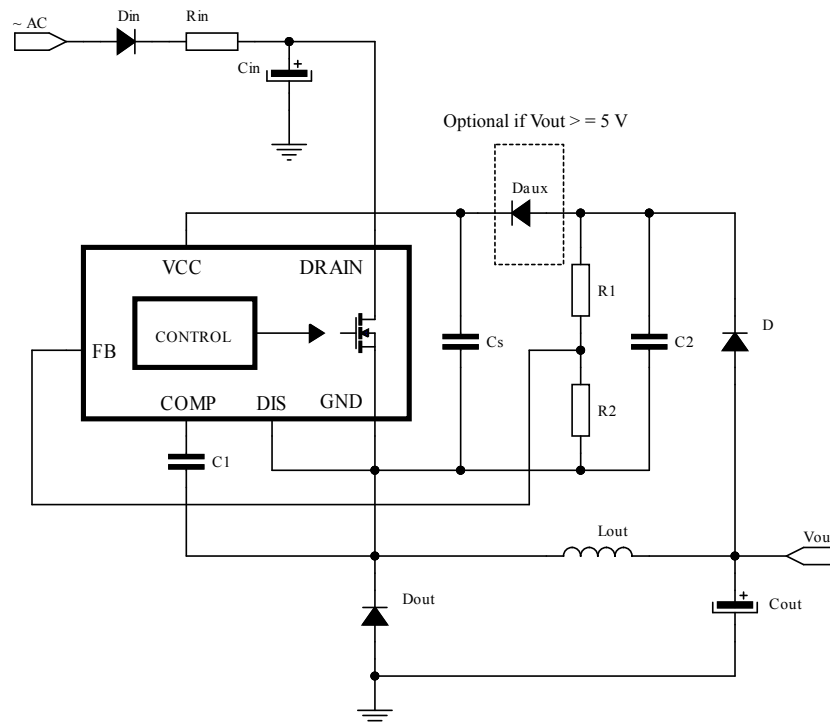 ~ AC
Din
Rin
Cin
+
Optional if Vout > = 5 V
Daux
VCC
DRAIN
R1
D
CONTROL
FB
Cs
C2
COMP
DIS
GND
R2
C1
Lout
Vou
Dout
+
Cout